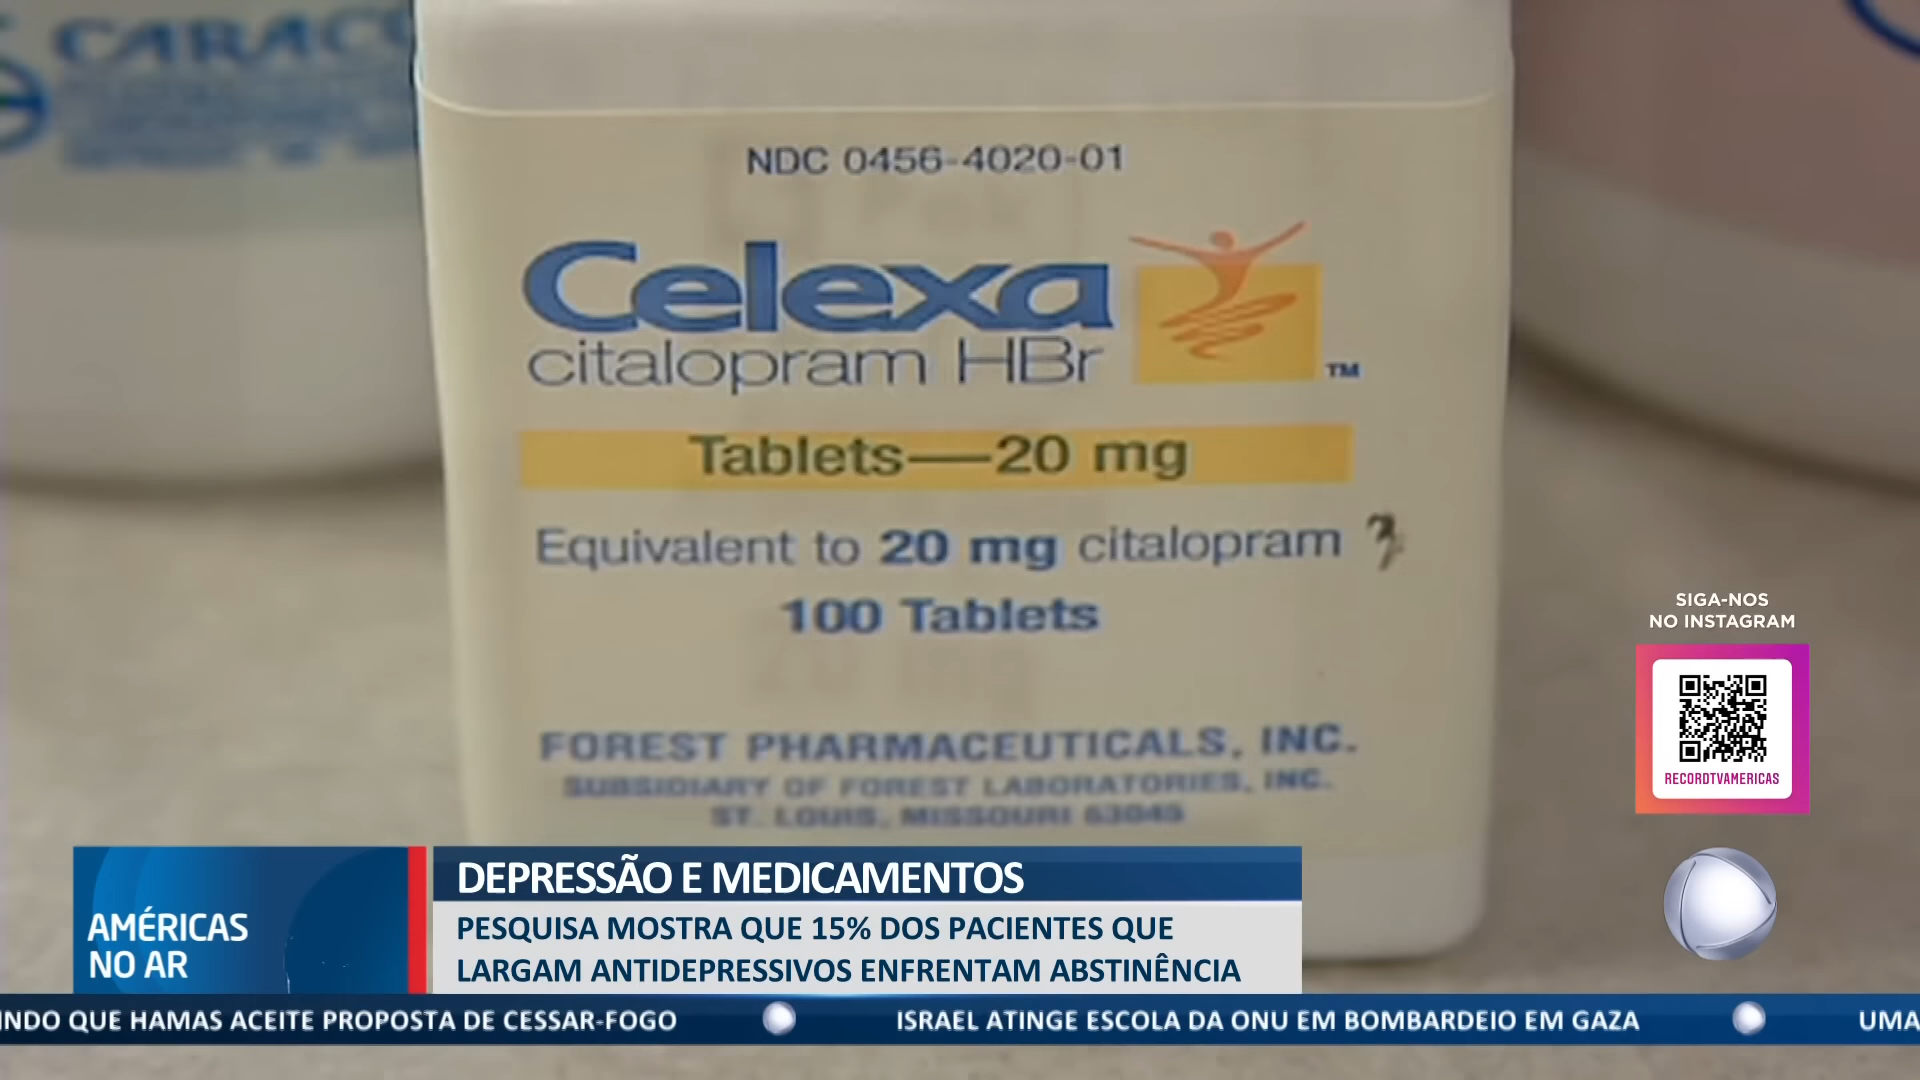 CARACO
NDC 0456-4020-01
Celexa
citalopram HBr
TM
Tablets—20 mg
Equivalent to 20 mg citalopram
100 Tablets
FOREST PHARMACEUTICALS, INC.
SUBSIDIARY OF FOREST LABORATORIES, INC.
ST. LOUIS, MISSOURI 63045
SIGA-NOS
NO INSTAGRAM
RECORDTVAMERICAS
DEPRESSÃO E MEDICAMENTOS
AMÉRICAS
NO AR
PESQUISA MOSTRA QUE 15% DOS PACIENTES QUE
LARGAM ANTIDEPRESSIVOS ENFRENTAM ABSTINÊNCIA
INDO QUE HAMAS ACEITE PROPOSTA DE CESSAR-FOGO ISRAEL ATINGE ESCOLA DA ONU EM BOMBARDEIO EM GAZA UMA